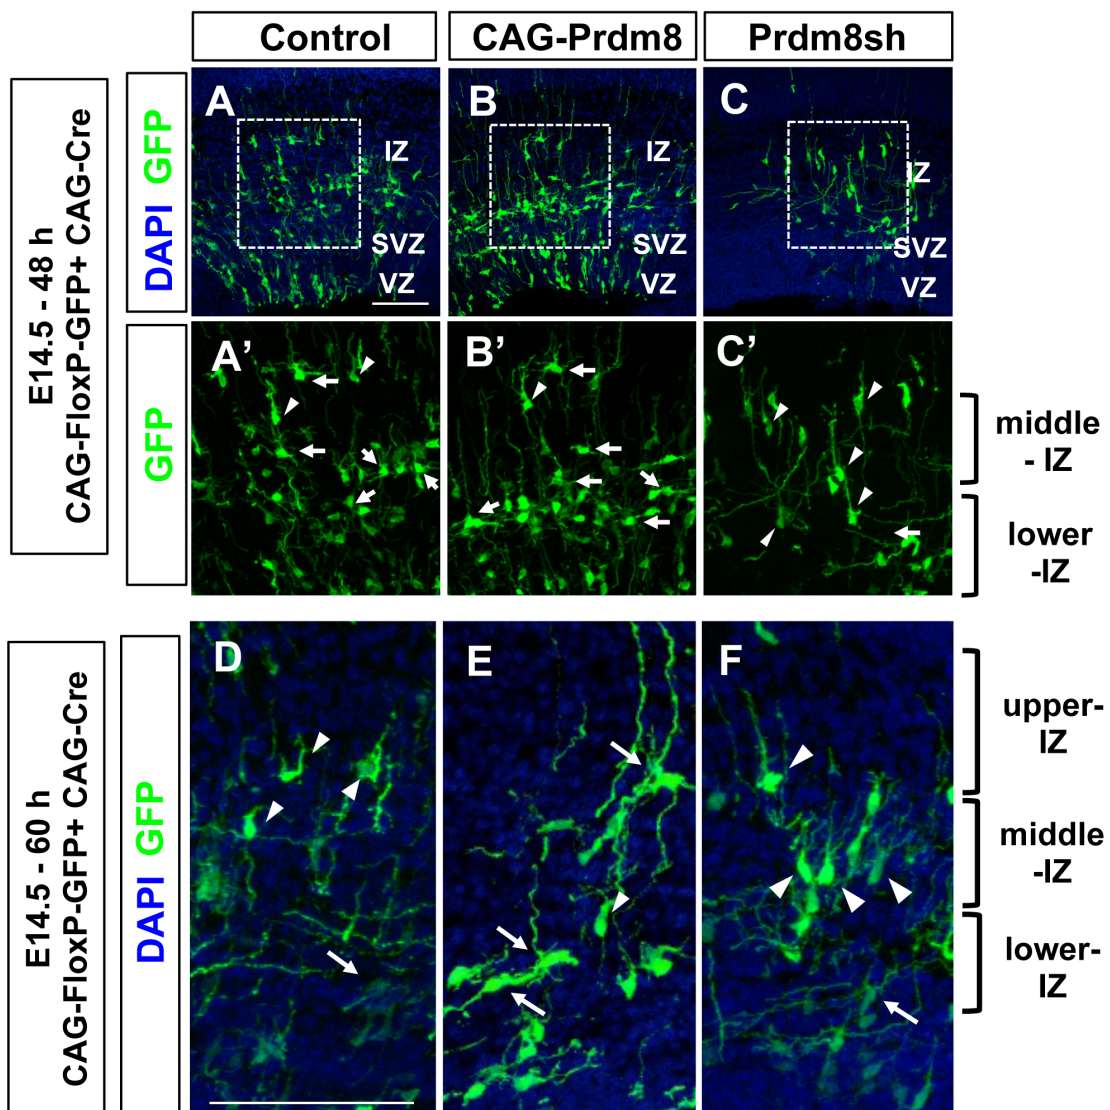 Control
CAG-Prdm8
Prdm8sh
E14.5 - 48 h
CAG-FloxP-GFP+ CAG-Cre
DAPI GFP
A
IZ
SVZ
VZ
B
IZ
SVZ
VZ
C
IZ
SVZ
VZ
GFP
A’
B’
C’
middle
- IZ
lower
-IZ
E14.5 - 60 h
CAG-FloxP-GFP+ CAG-Cre
DAPI GFP
D
E
F
upper-
IZ
middle
-IZ
lower-
IZ